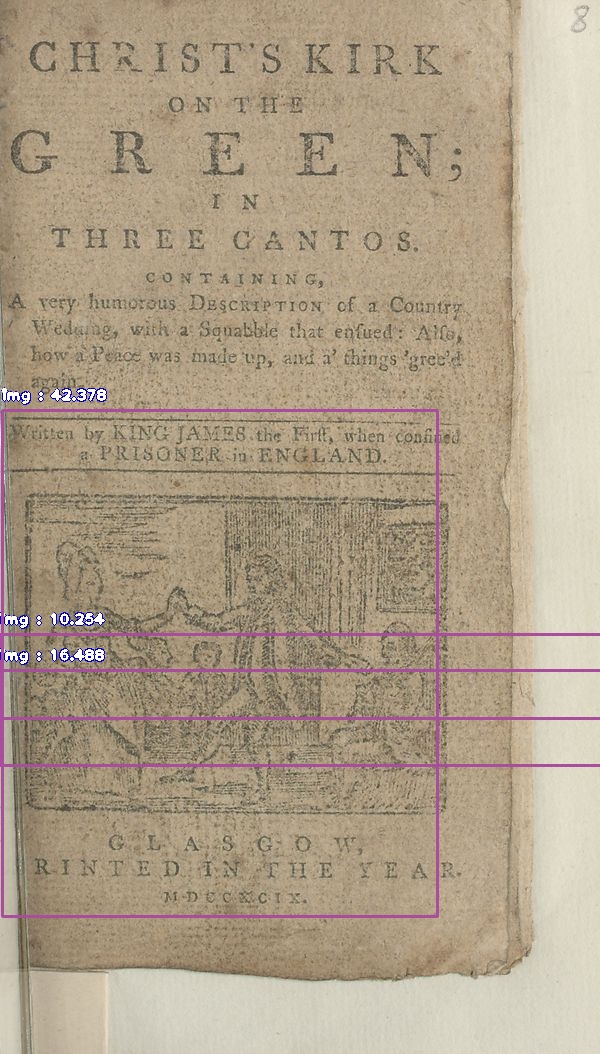 8
CHRIST'S KIRK
ON THE
GREEN;
IN
THREE CANTOS.
CONTAINING,
A very humorous DESCRIPTION of a Country
Wedding, with a Squabble that enſued: Alſo,
how a Peace was made up, and a' things 'gree'd
again.
img : 42.378
Written by KING JAMES the Firſt, when confined
a PRISONER in ENGLAND.
img : 10.254
img : 16.488
GLASGOW,
RINTED IN THE YEAR.
MDCCXCIX.